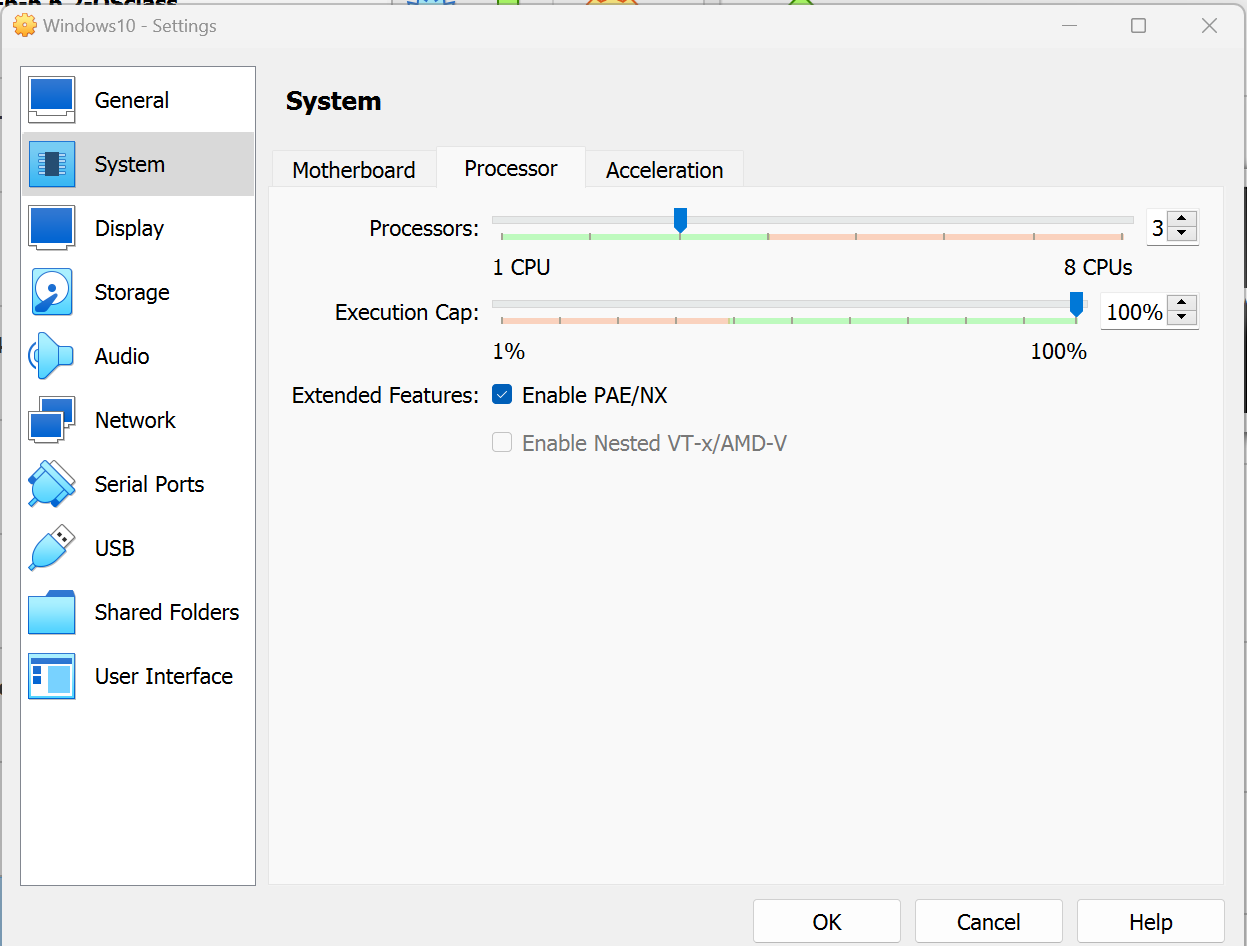 Windows10 - Settings
General
System
Display
Storage
Audio
Network
Serial Ports
USB
Shared Folders
User Interface
System
Motherboard Processor Acceleration
Processors: 3
1 CPU 8 CPUs
Execution Cap: 100%
1% 100%
Extended Features: Enable PAE/NX
Enable Nested VT-x/AMD-V
OK Cancel Help